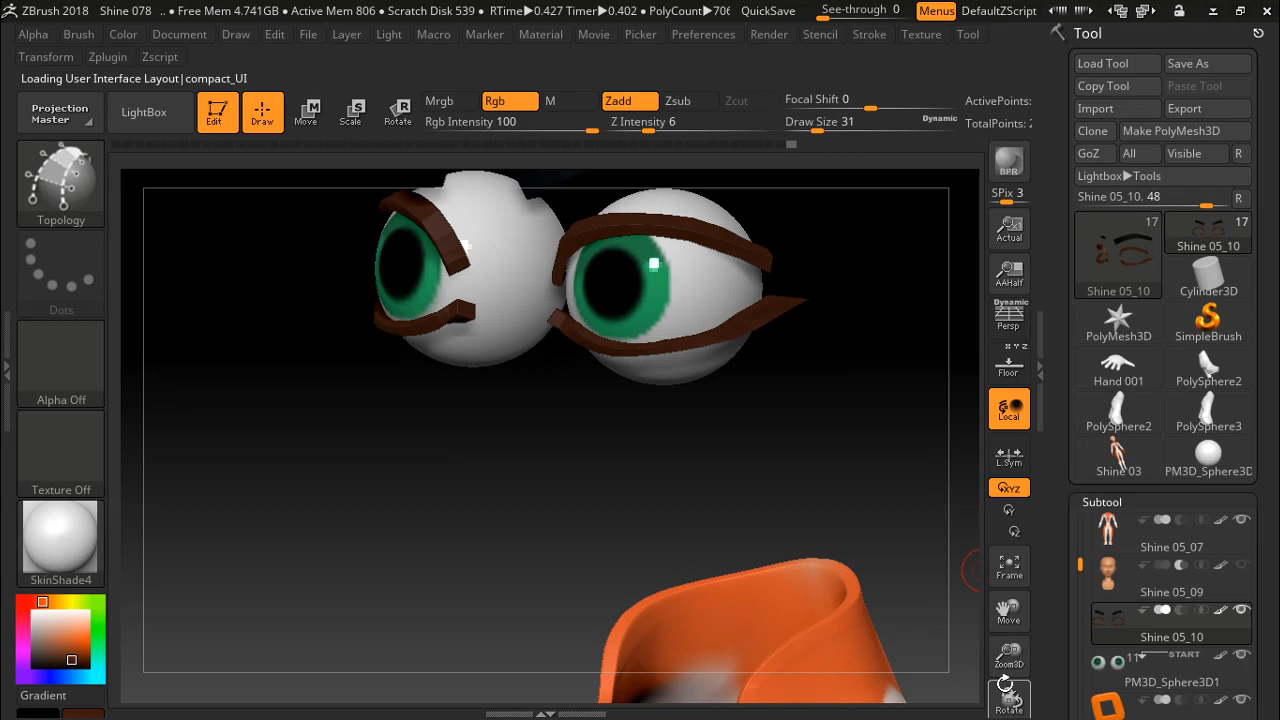 ZBrush 2018 Shine 078 .. • Free Mem 4.741GB • Active Mem 806 • Scratch Disk 539 • RTime▶0.427 Timer▶0.402 • PolyCount▶706 QuickSave See-through 0 Menus DefaultZScript
Alpha Brush Color Document Draw Edit File Layer Light Macro Marker Material Movie Picker Preferences Render Stencil Stroke Texture Tool
Transform Zplugin Zscript
Loading User Interface Layout|compact_UI
Projection Master
LightBox
Edit
Draw
Move
Scale
Rotate
Mrgb Rgb M
Rgb Intensity 100
Zadd Zsub Zcut
Z Intensity 6
Focal Shift 0
Draw Size 31
Dynamic
ActivePoints:
TotalPoints:
Topology
Dots
Alpha Off
Texture Off
SkinShade4
Gradient
BPR
SPix 3
Actual
AAHalf
Dynamic
Persp
X Y Z
Floor
Local
L.Sym
XYZ
Y
Z
Frame
Move
Zoom3D
Rotate
Tool
Load Tool Save As
Copy Tool Paste Tool
Import Export
Clone Make PolyMesh3D
GoZ All Visible R
Lightbox▶Tools
Shine 05_10. 48 R
17 17
Shine 05_10
Shine 05_10
Cylinder3D
PolyMesh3D SimpleBrush
Hand 001 PolySphere2
PolySphere2 PolySphere3
Shine 03 PM3D_Sphere3D
Subtool
Shine 05_07
Shine 05_09
Shine 05_10
11 START
PM3D_Sphere3D1